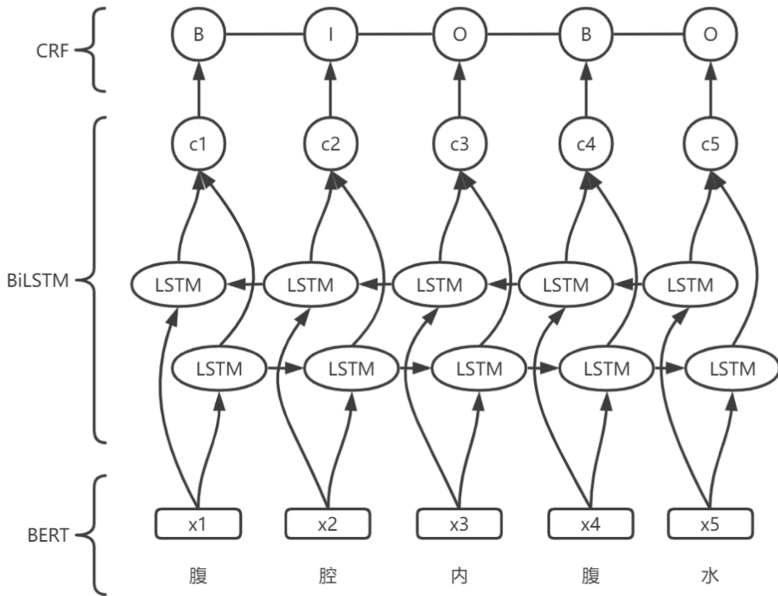 CRF B I O B O
c1 c2 c3 c4 c5
BiLSTM LSTM LSTM LSTM LSTM LSTM
LSTM LSTM LSTM LSTM LSTM
BERT x1 x2 x3 x4 x5
腹 腔 内 腹 水